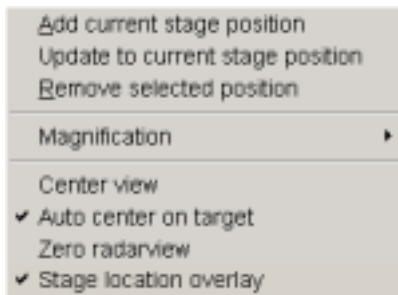 Add current stage position
Update to current stage position
Remove selected position
Magnification
Center view
Auto center on target
Zero radarview
Stage location overlay